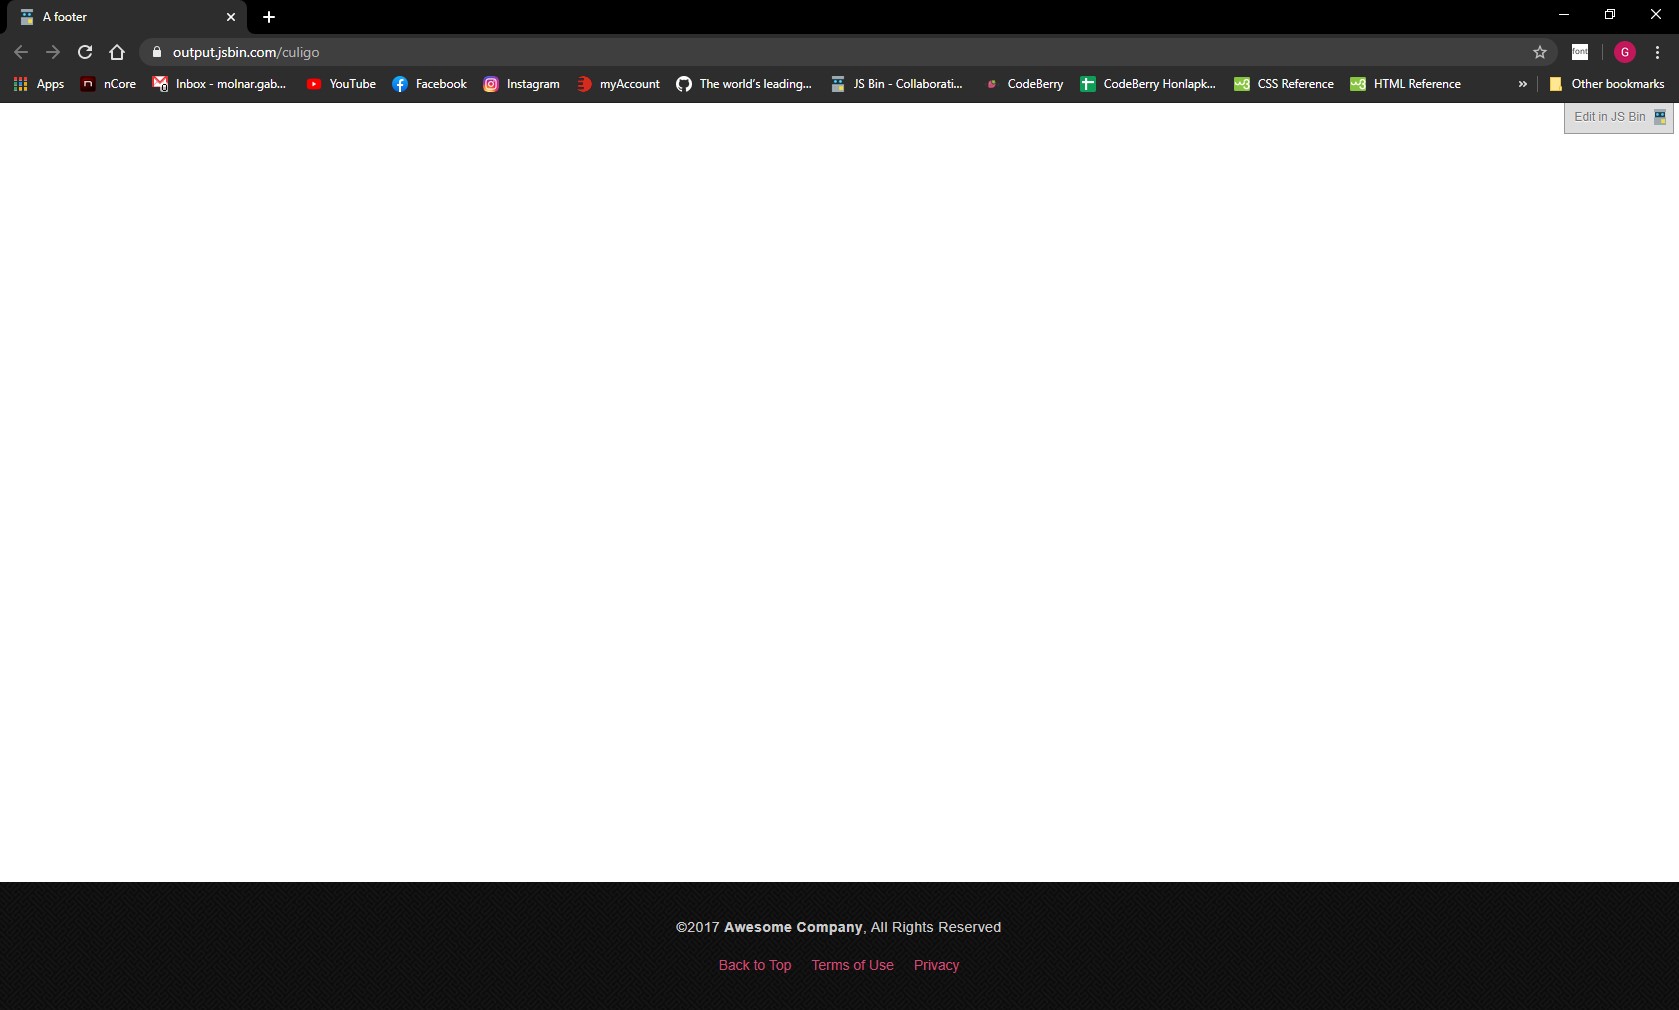 A footer
output.jsbin.com/culigo
font
G
Apps nCore Inbox - molnar.gab... YouTube Facebook Instagram myAccount The world's leading... JS Bin - Collaborati... CodeBerry CodeBerry Honlapk... CSS Reference HTML Reference » Other bookmarks
Edit in JS Bin
©2017 Awesome Company, All Rights Reserved
Back to Top Terms of Use Privacy